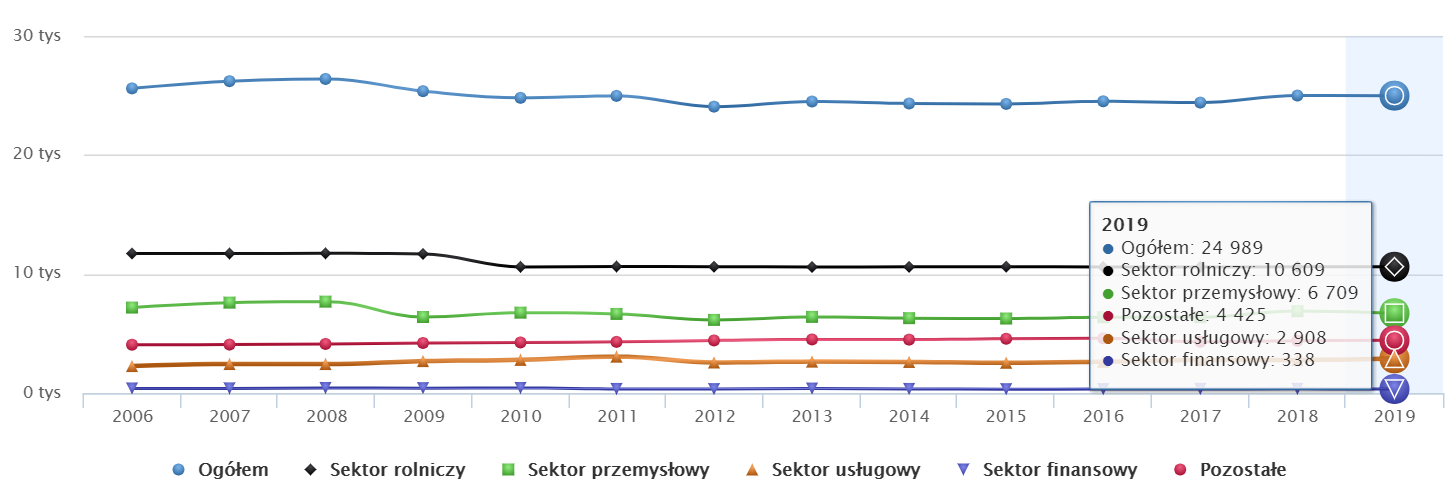 30 tys
20 tys
10 tys
0 tys
2019
Ogółem: 24 989
Sektor rolniczy: 10 609
Sektor przemysłowy: 6 709
Pozostałe: 4 425
Sektor usługowy: 2 908
Sektor finansowy: 338
2006 2007 2008 2009 2010 2011 2012 2013 2014 2015 2016 2017 2018 2019
Ogółem Sektor rolniczy Sektor przemysłowy Sektor usługowy Sektor finansowy Pozostałe